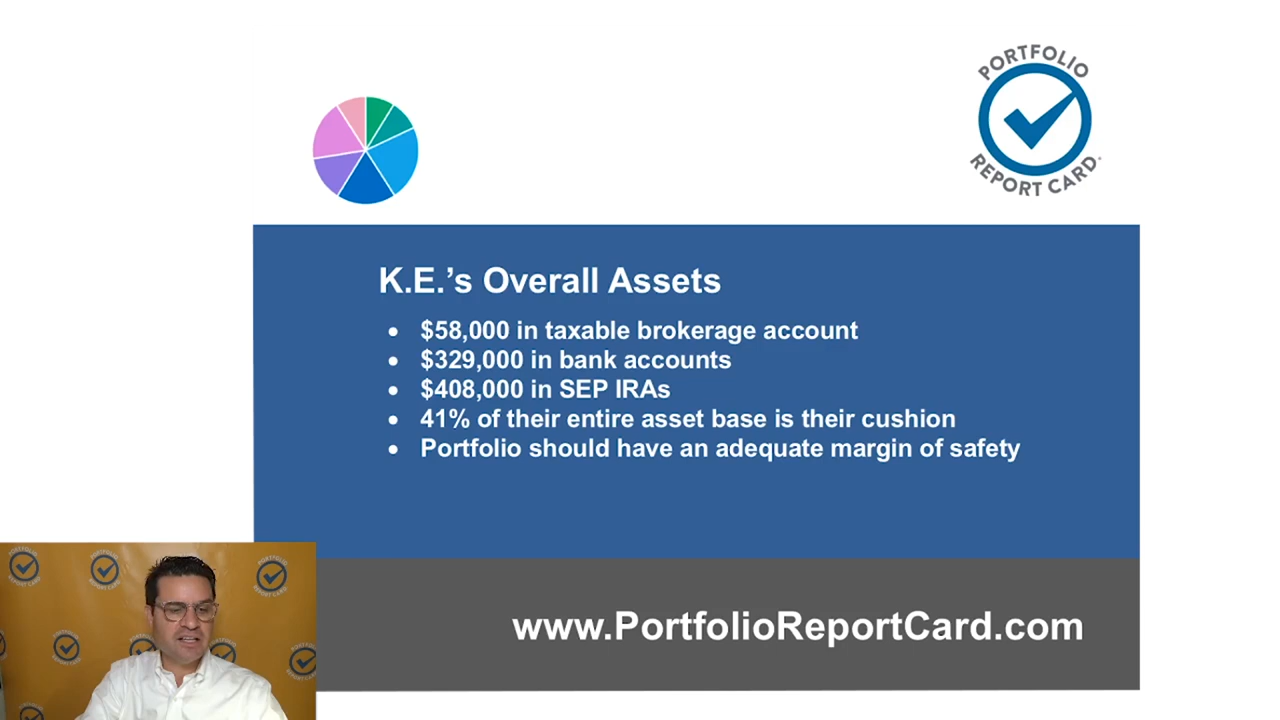 PORTFOLIO
REPORT CARD
K.E.’s Overall Assets
• $58,000 in taxable brokerage account
• $329,000 in bank accounts
• $408,000 in SEP IRAs
• 41% of their entire asset base is their cushion
• Portfolio should have an adequate margin of safety
www.PortfolioReportCard.com